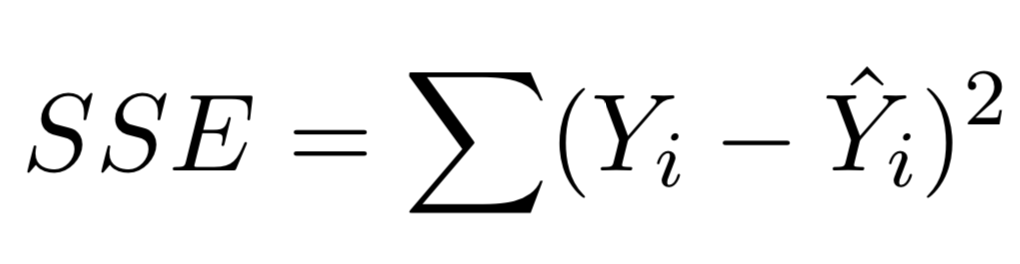 SSE = ∑(Yᵢ − Ŷᵢ)²